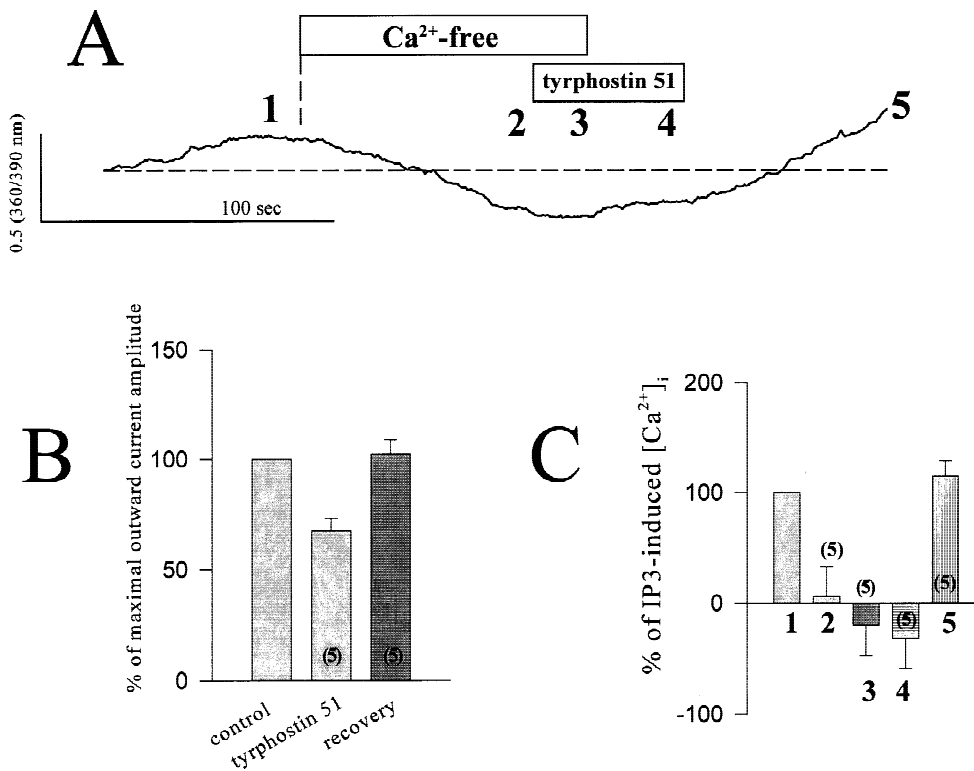 A
Ca²⁺-free
tyrphostin 51
1
2
3
4
5
0.5 (360/390 nm)
100 sec
B
% of maximal outward current amplitude
150
100
50
0
(5)
(5)
control
tyrphostin 51
recovery
C
% of IP3-induced [Ca²⁺]ᵢ
200
100
0
-100
(5)
(5)
(5)
(5)
1
2
3
4
5